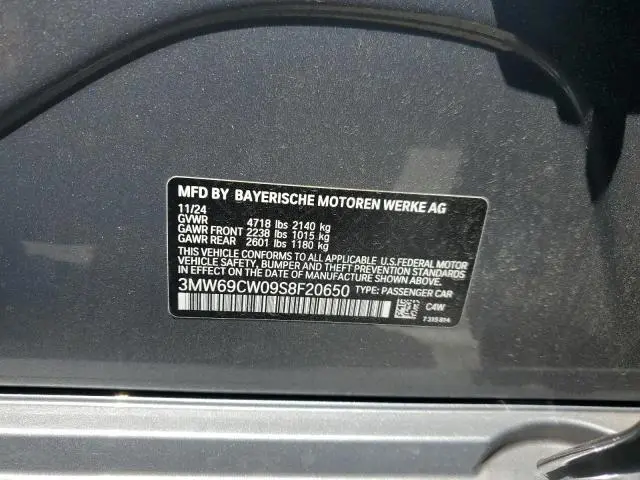 MFD BY BAYERISCHE MOTOREN WERKE AG
11/24
GVWR 4718 lbs 2140 kg
GAWR FRONT 2238 lbs 1015 kg
GAWR REAR 2601 lbs 1180 kg
THIS VEHICLE CONFORMS TO ALL APPLICABLE U.S.FEDERAL MOTOR
VEHICLE SAFETY, BUMPER, AND THEFT PREVENTION STANDARDS
IN EFFECT ON THE DATE OF MANUFACTURE SHOWN ABOVE.
3MW69CW09S8F20650 TYPE: PASSENGER CAR
C4W